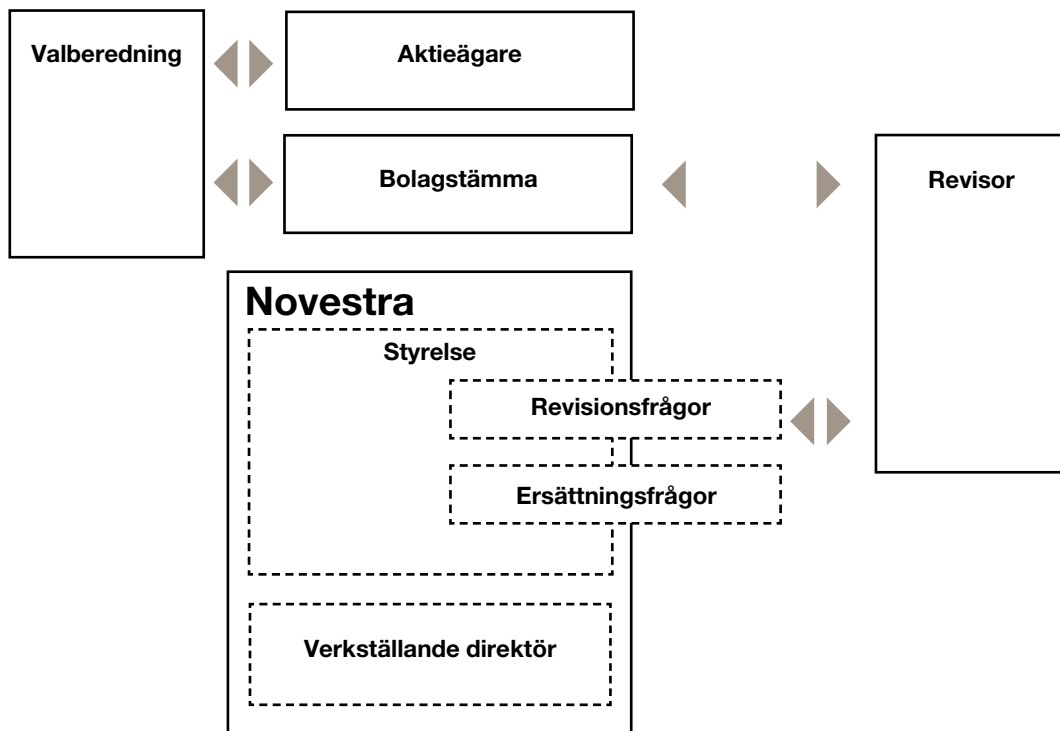 Valberedning
Aktieägare
Bolagstämma
Revisor
Novestra
Styrelse
Revisionsfrågor
Ersättningsfrågor
Verkställande direktör